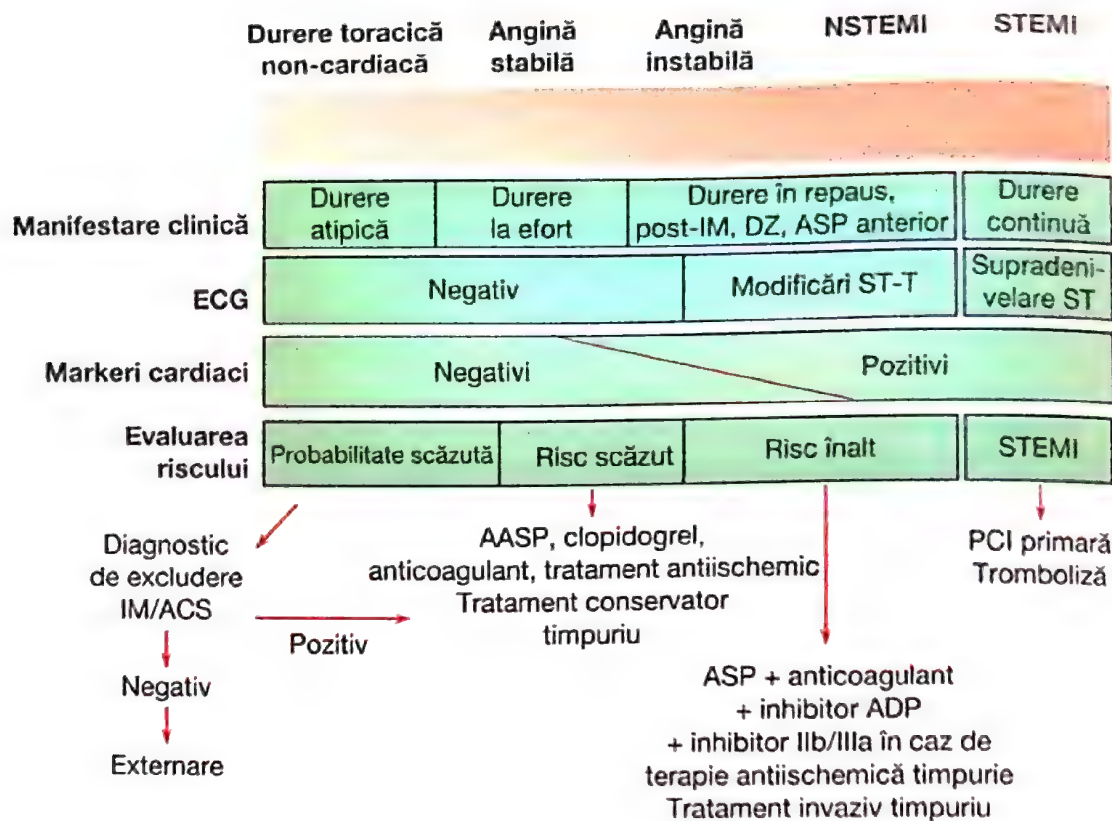 Durere toracică
non-cardiacă
Angină
stabilă
Angină
instabilă
NSTEMI
STEMI
Manifestare clinică
Durere
atipică
Durere
la efort
Durere în repaus,
post-IM, DZ, ASP anterior
Durere
continuă
ECG
Negativ
Modificări ST-T
Supradeni-
velare ST
Markeri cardiaci
Negativi
Pozitivi
Evaluarea
riscului
Probabilitate scăzută
Risc scăzut
Risc înalt
STEMI
Diagnostic
de excludere
IM/ACS
Pozitiv
Negativ
Externare
AASP, clopidogrel,
anticoagulant, tratament antiischemic
Tratament conservator
timpuriu
ASP + anticoagulant
+ inhibitor ADP
+ inhibitor IIb/IIIa în caz de
terapie antiischemică timpurie
Tratament invaziv timpuriu
PCI primară
Tromboliză